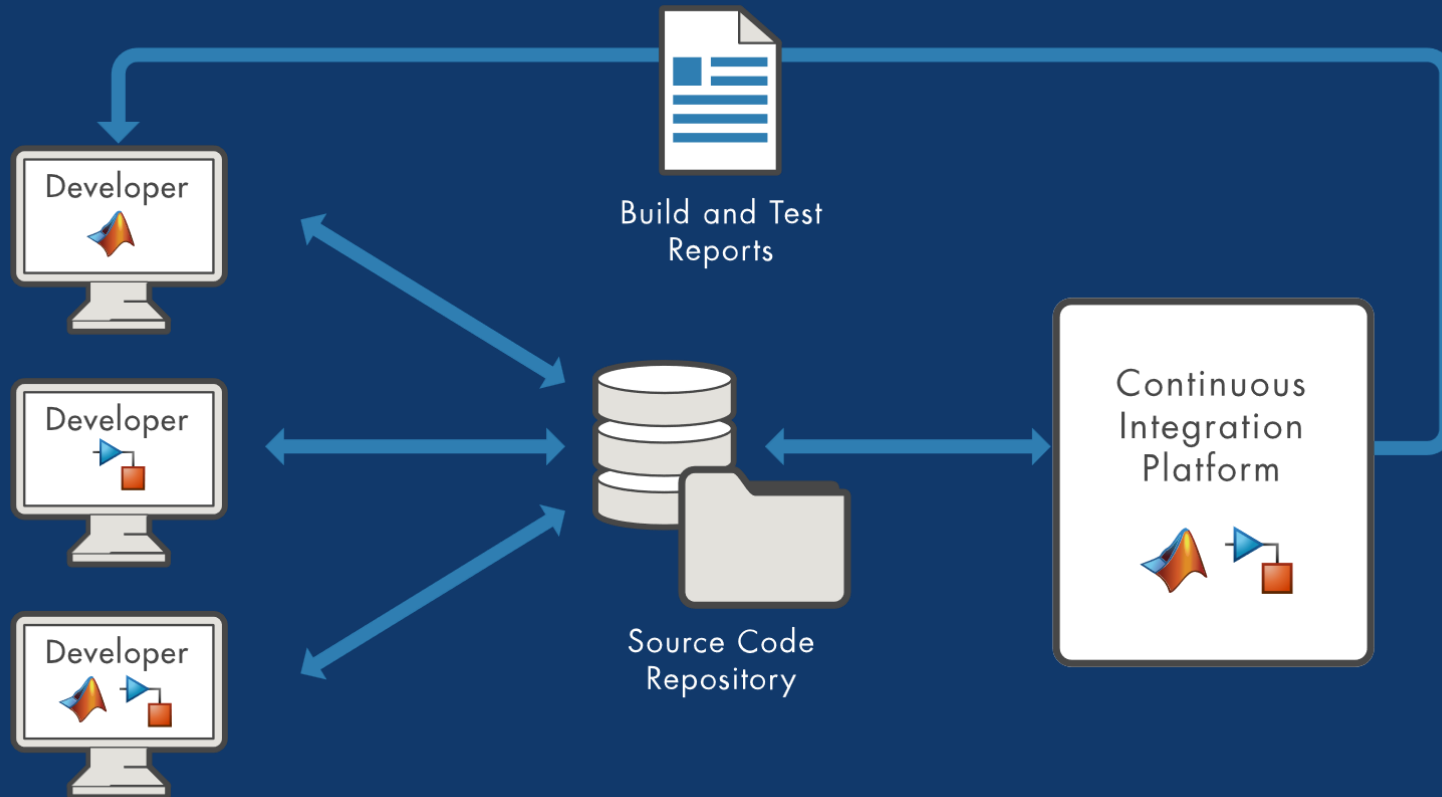 Developer
Build and Test
Reports
Developer
Continuous
Integration
Platform
Developer
Source Code
Repository